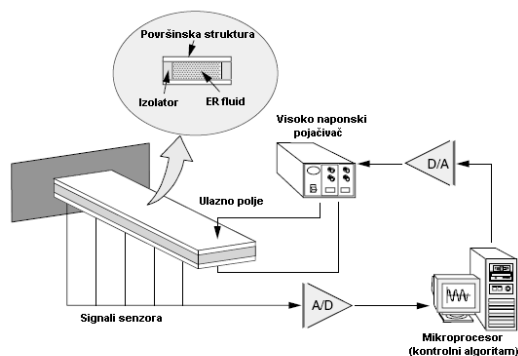 Površinska struktura
Izolator
ER fluid
Visoko naponski
pojačivač
D/A
Ulazno polje
Signali senzora
A/D
Mikroprocesor
(kontrolni algoritam)